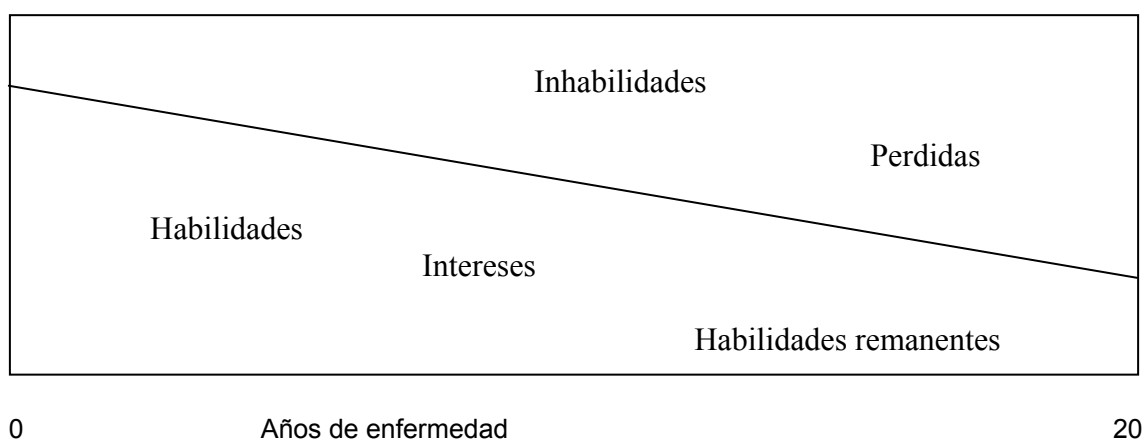 Inhabilidades
Perdidas
Habilidades
Intereses
Habilidades remanentes
0 Años de enfermedad 20